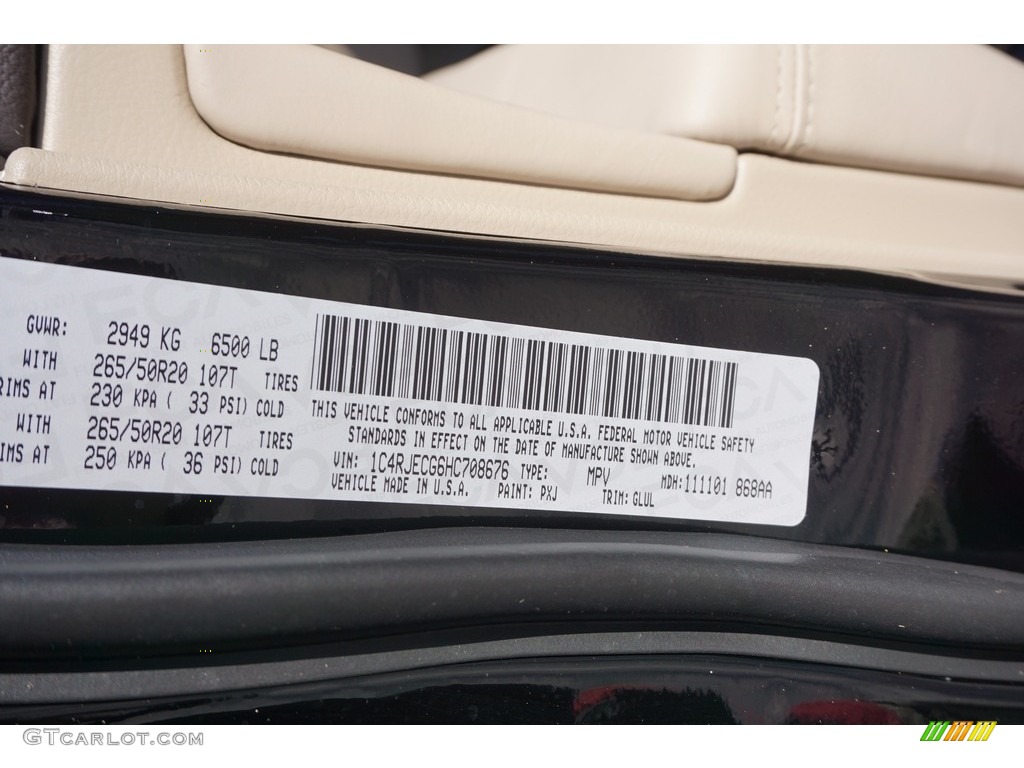 GVWR: 2949 KG 6500 LB
WITH 265/50R20 107T TIRES
RIMS AT 230 KPA ( 33 PSI) COLD
WITH 265/50R20 107T TIRES
RIMS AT 250 KPA ( 36 PSI) COLD
THIS VEHICLE CONFORMS TO ALL APPLICABLE U.S.A. FEDERAL MOTOR VEHICLE SAFETY
STANDARDS IN EFFECT ON THE DATE OF MANUFACTURE SHOWN ABOVE.
VIN: 1C4RJECG6HC708676 TYPE: MPV MDH:111101 868AA
VEHICLE MADE IN U.S.A. PAINT: PXJ TRIM: GLUL
GTCarlot.com